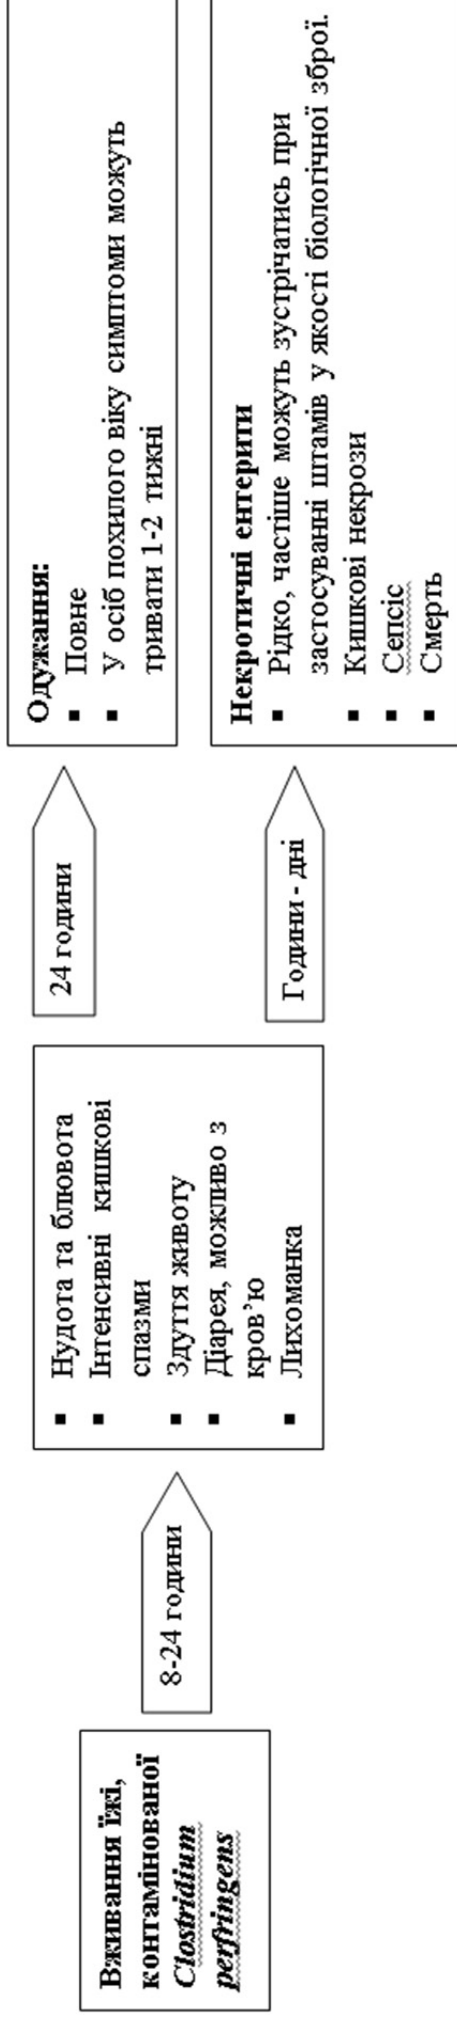 Вживання їжі,
контамінованої
Clostridium
perfringens
8-24 години
▪ Нудота та блювота
▪ Інтенсивні кишкові
спазми
▪ Здуття животу
▪ Діарея, можливо з
кров’ю
▪ Лихоманка
24 години
Одужання:
▪ Повне
▪ У осіб похилого віку симптоми можуть
тривати 1-2 тижні
Години - дні
Некротичні ентерити
▪ Рідко, частіше можуть зустрічатись при
застосуванні штамів у якості біологічної зброї.
▪ Кишкові некрози
▪ Сепсіс
▪ Смерть